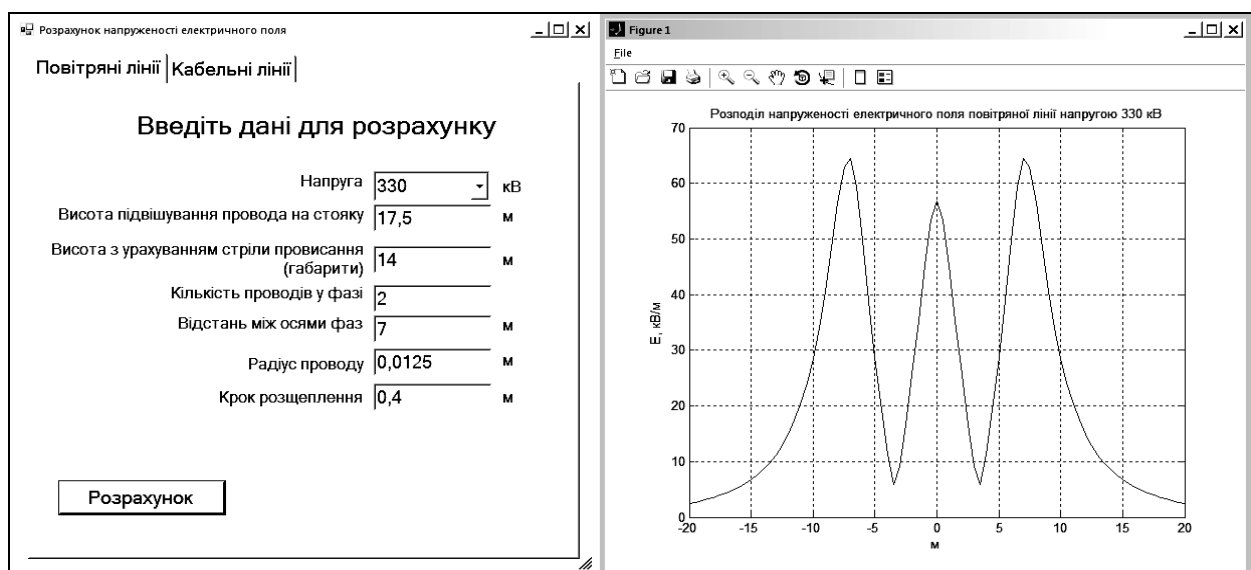 Розрахунок напруженості електричного поля
Повітряні лінії Кабельні лінії
Введіть дані для розрахунку
Напруга 330 кВ
Висота підвішування провода на стояку 17,5 м
Висота з урахуванням стріли провисання
(габарити) 14 м
Кількість проводів у фазі 2
Відстань між осями фаз 7 м
Радіус проводу 0,0125 м
Крок розщеплення 0,4 м
Розрахунок
Figure 1
File
Розподіл напруженості електричного поля повітряної лінії напругою 330 кВ
70
60
50
40
30
20
10
0
E, кВ/м
-20 -15 -10 -5 0 5 10 15 20
м